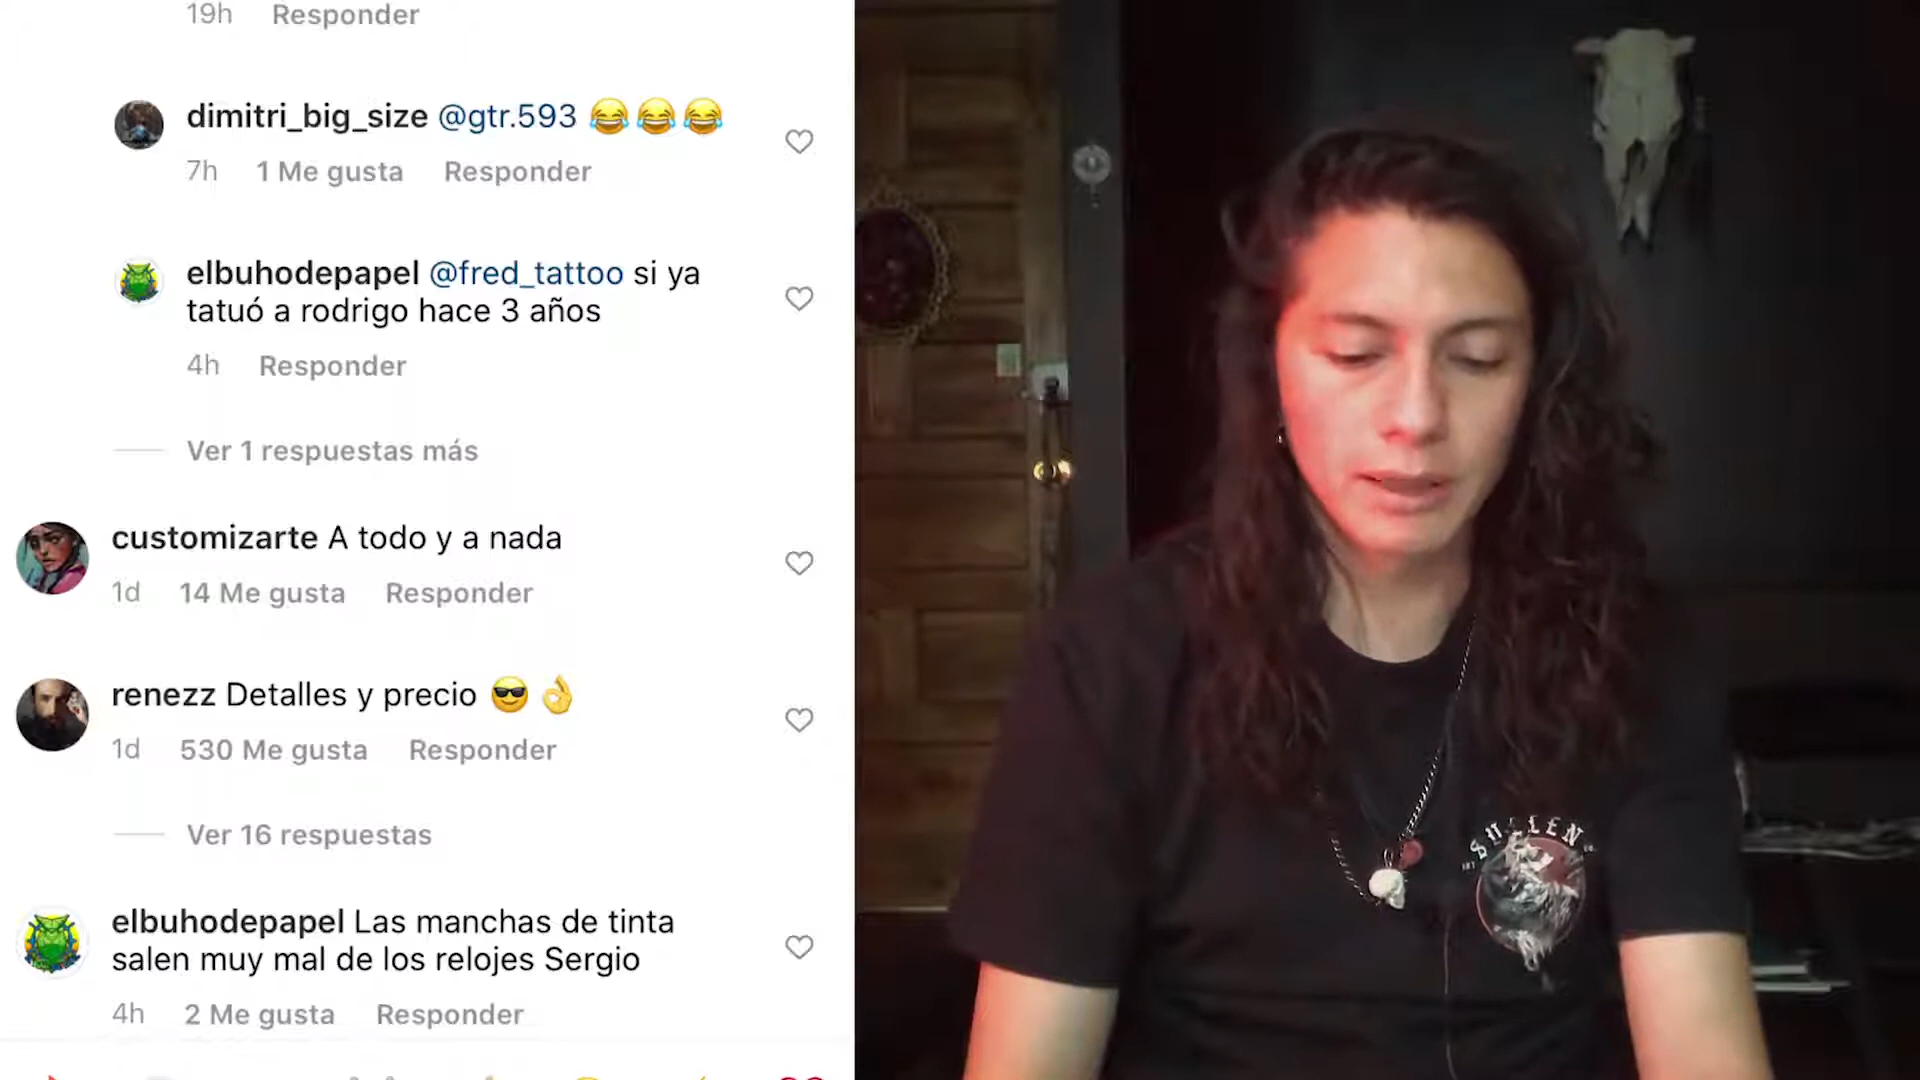 19h Responder
dimitri_big_size @gtr.593 😂😂😂
7h 1 Me gusta Responder
elbuhodepapel @fred_tattoo si ya
tatuó a rodrigo hace 3 años
4h Responder
Ver 1 respuestas más
customizarte A todo y a nada
1d 14 Me gusta Responder
renezz Detalles y precio 😎👌
1d 530 Me gusta Responder
Ver 16 respuestas
elbuhodepapel Las manchas de tinta
salen muy mal de los relojes Sergio
4h 2 Me gusta Responder
SULLEN